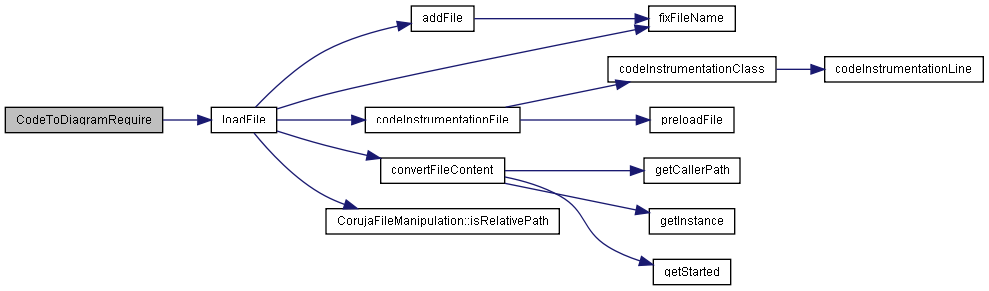 addFile
fixFileName
codeInstrumentationClass
codeInstrumentationLine
CodeToDiagramRequire
loadFile
codeInstrumentationFile
preloadFile
convertFileContent
getCallerPath
CorujaFileManipulation::isRelativePath
getInstance
getStarted